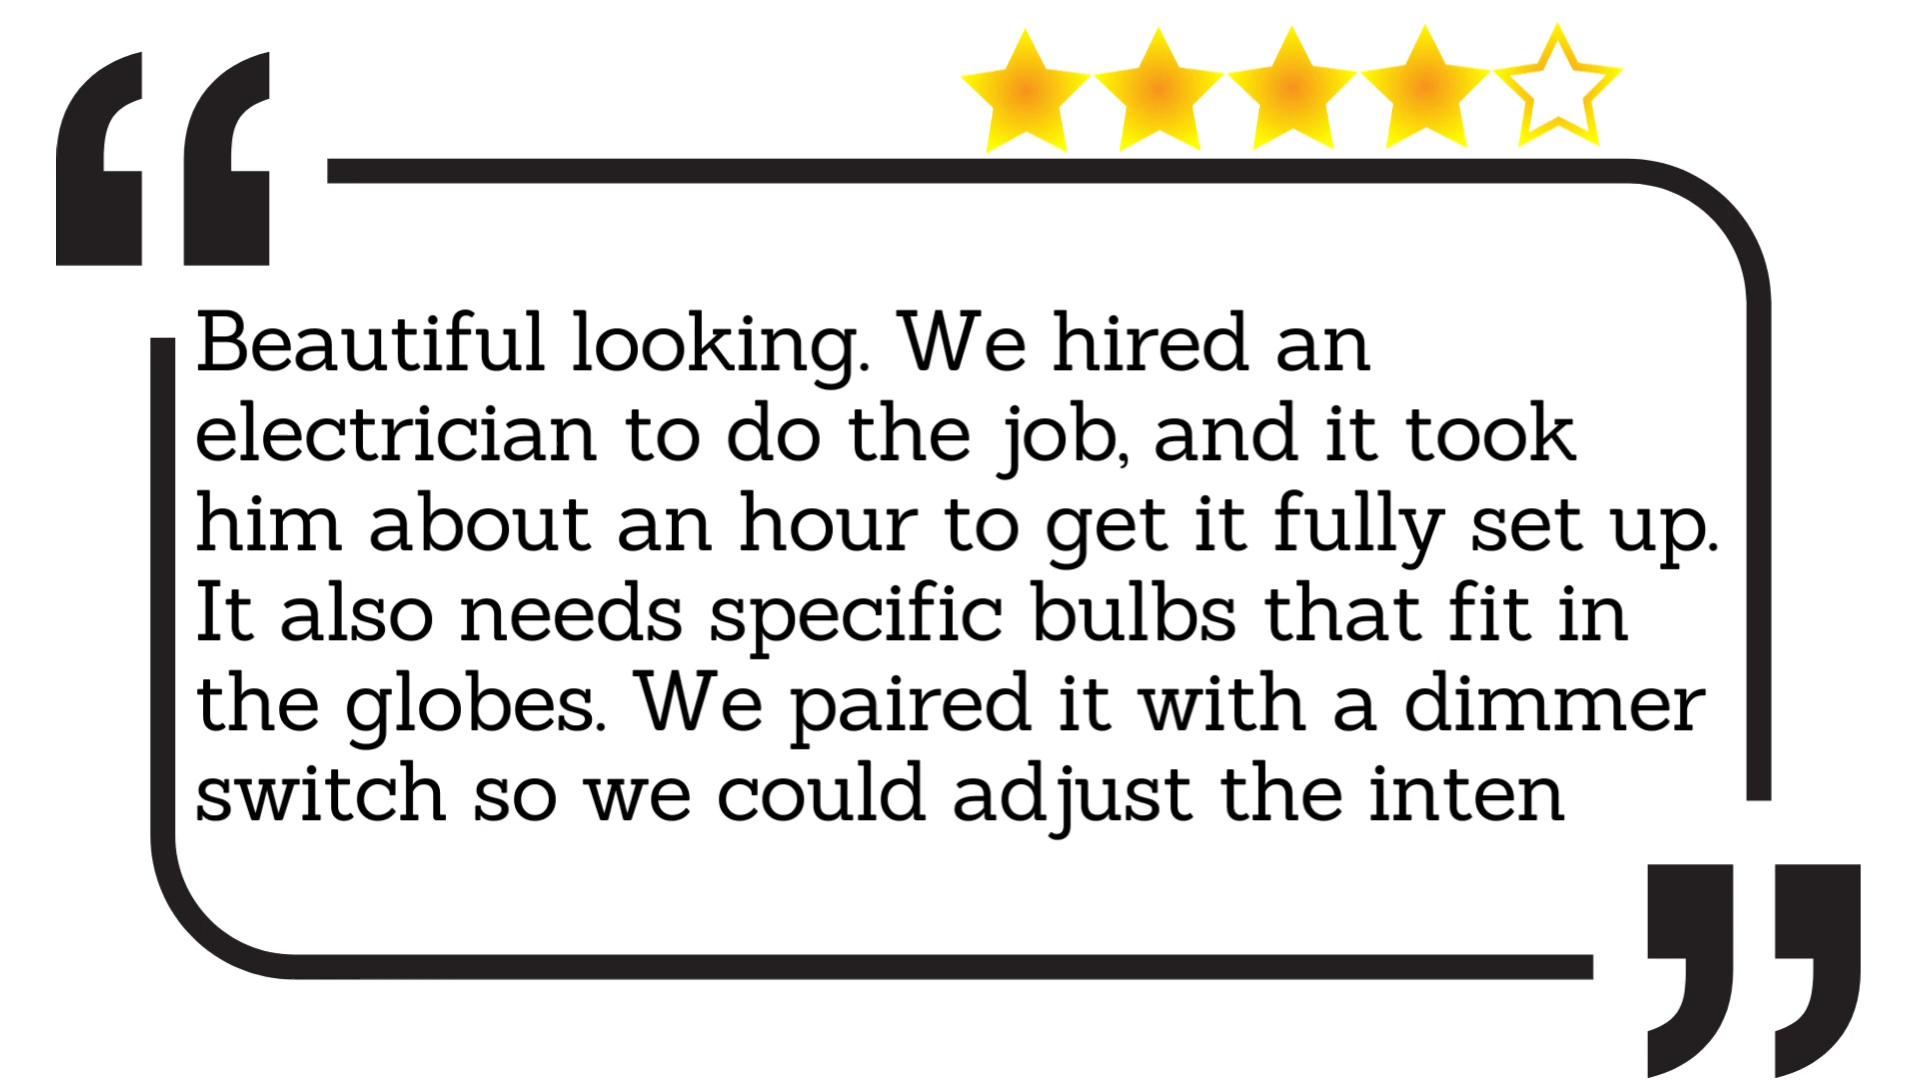 Beautiful looking. We hired an
electrician to do the job, and it took
him about an hour to get it fully set up.
It also needs specific bulbs that fit in
the globes. We paired it with a dimmer
switch so we could adjust the inten